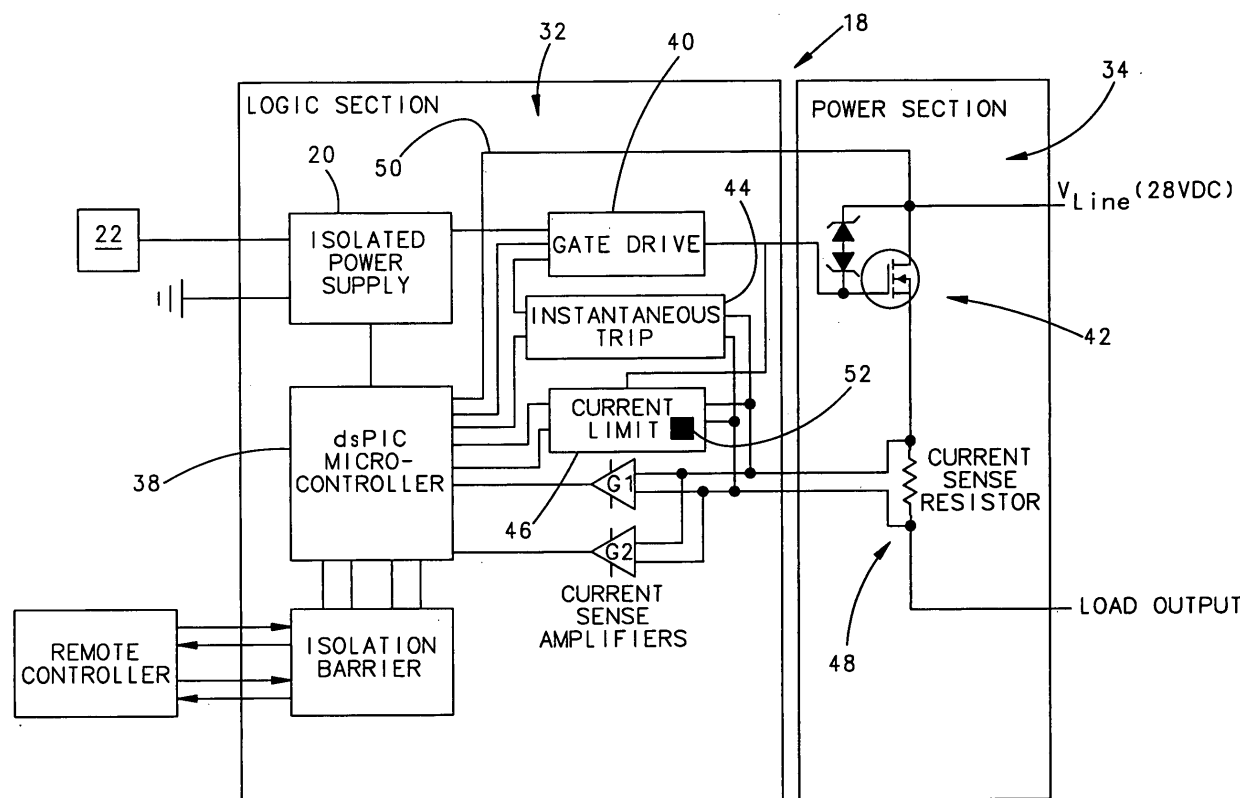 18
32
40
34
LOGIC SECTION
POWER SECTION
20
50
44
V Line (28VDC)
22
ISOLATED
POWER
SUPPLY
GATE DRIVE
INSTANTANEOUS
TRIP
42
52
CURRENT
LIMIT
dsPIC
MICRO-
CONTROLLER
38
G1
CURRENT
SENSE
RESISTOR
46
G2
CURRENT
SENSE
AMPLIFIERS
LOAD OUTPUT
REMOTE
CONTROLLER
ISOLATION
BARRIER
48